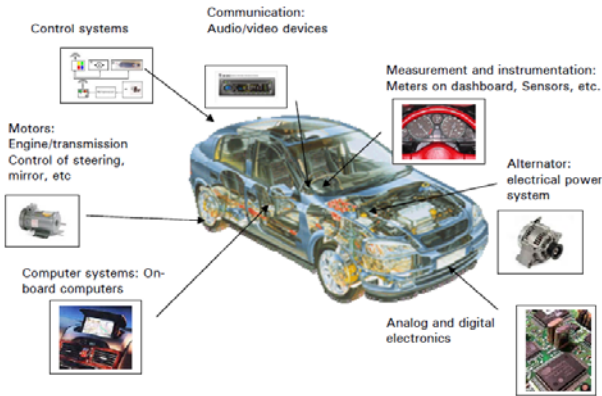 Communication:
Audio/video devices
Control systems
Measurement and instrumentation:
Meters on dashboard, Sensors, etc.
Motors:
Engine/transmission
Control of steering,
mirror, etc
Alternator:
electrical power
system
Computer systems: On-
board computers
Analog and digital
electronics